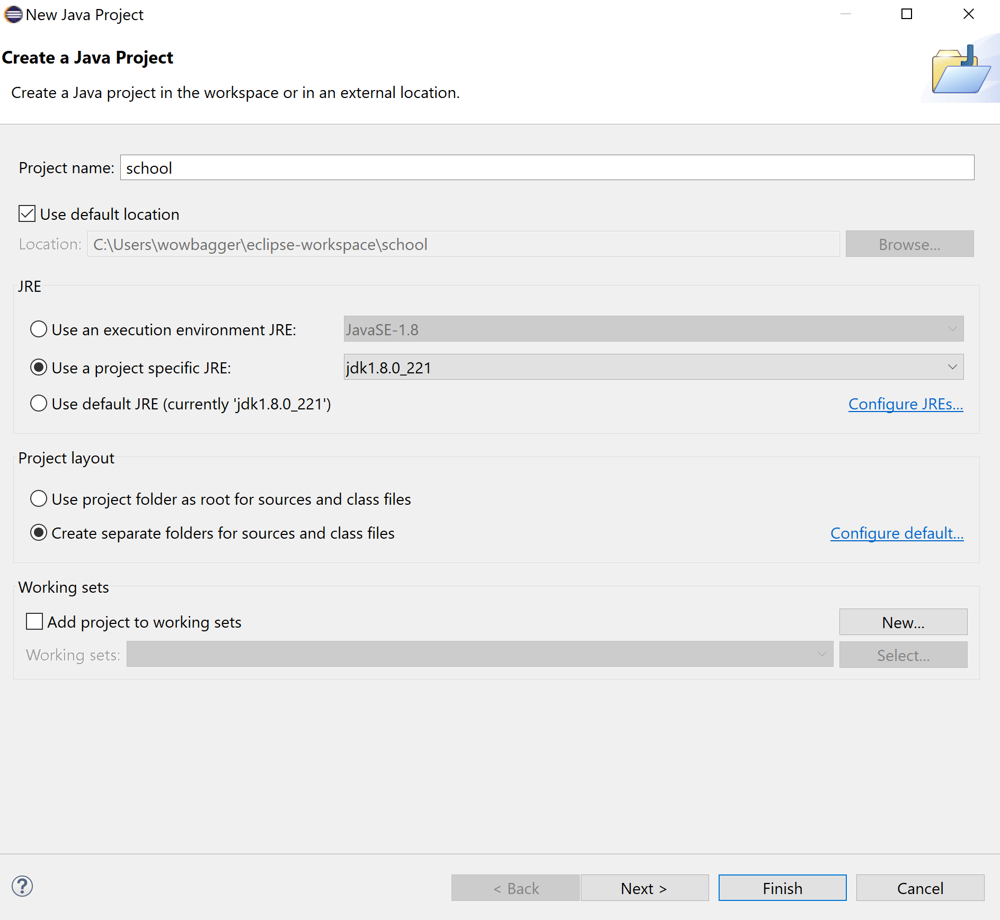 New Java Project
Create a Java Project
Create a Java project in the workspace or in an external location.
Project name: school
Use default location
Location: C:\Users\wowbagger\eclipse-workspace\school Browse...
JRE
Use an execution environment JRE: JavaSE-1.8
Use a project specific JRE: jdk1.8.0_221
Use default JRE (currently 'jdk1.8.0_221') Configure JREs...
Project layout
Use project folder as root for sources and class files
Create separate folders for sources and class files Configure default...
Working sets
Add project to working sets New...
Working sets: Select...
? < Back Next > Finish Cancel